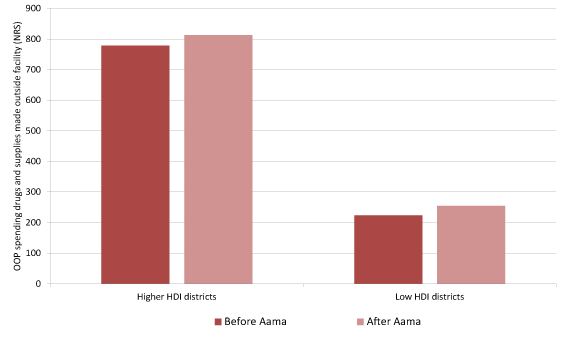 OOP spending drugs and supplies made outside facility (NRS)
900
800
700
600
500
400
300
200
100
0
Higher HDI districts
Low HDI districts
Before Aama
After Aama